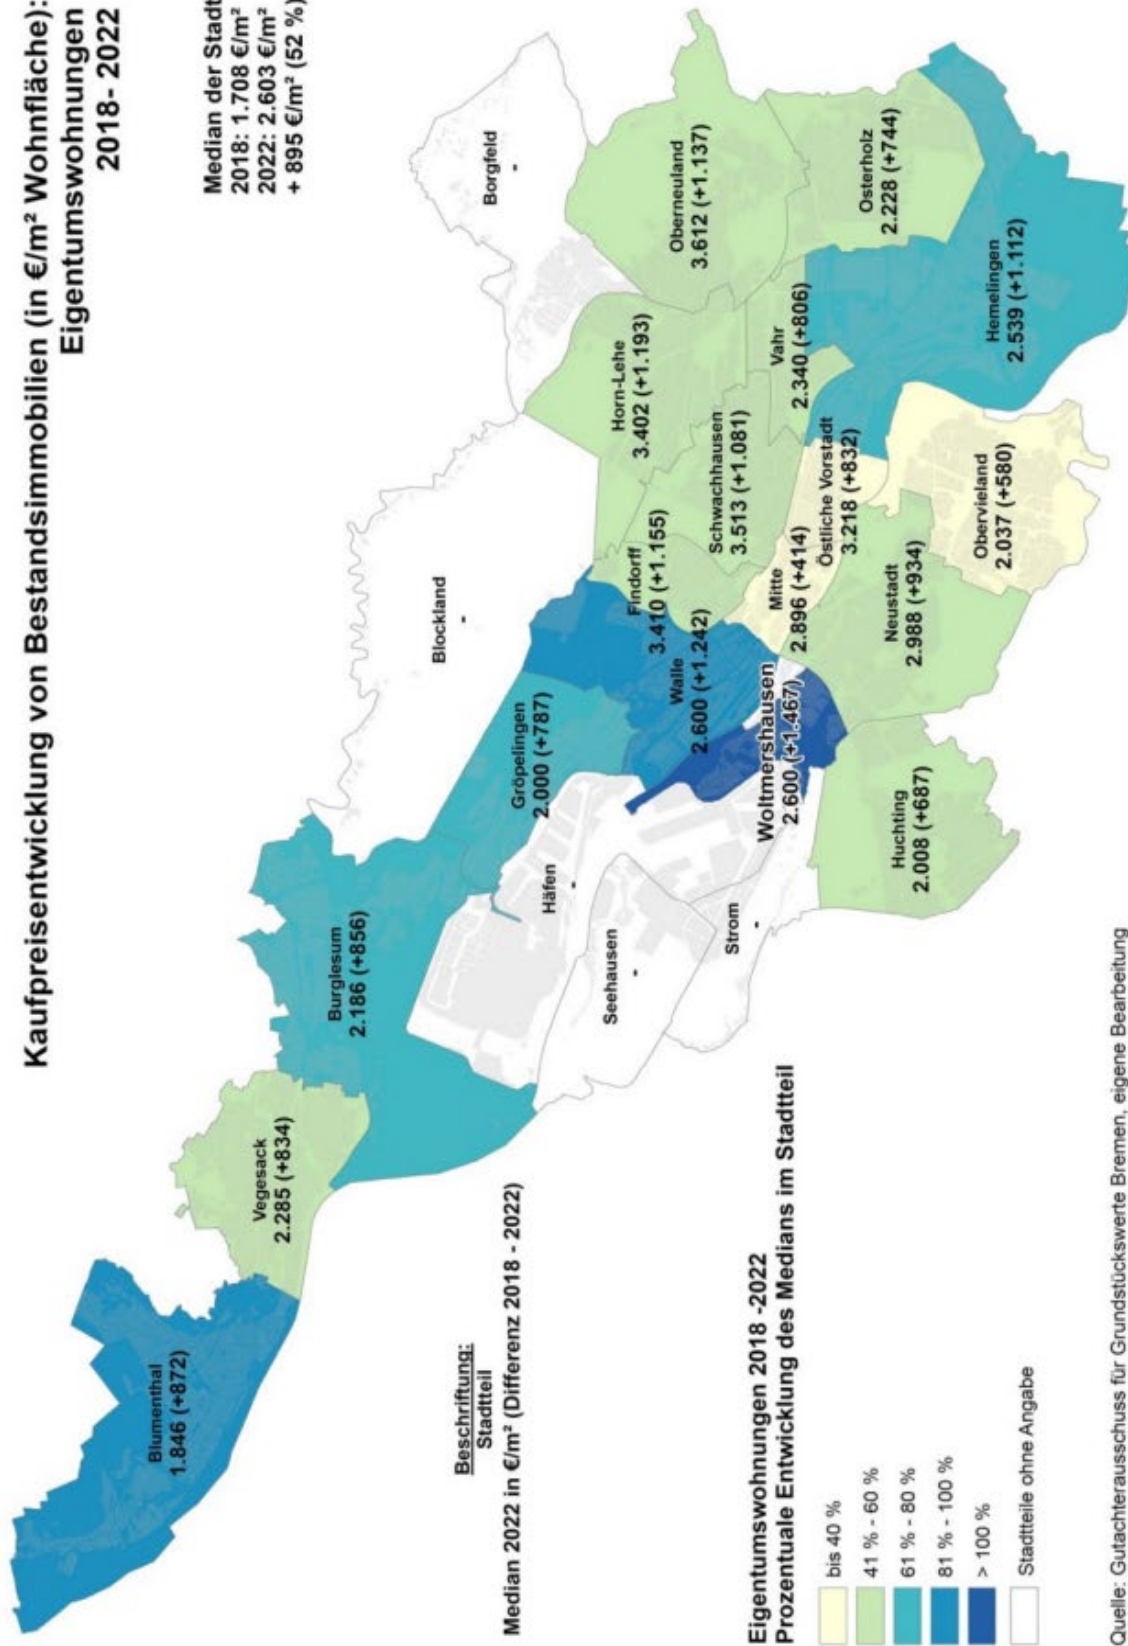 Kaufpreisentwicklung von Bestandsimmobilien (in €/m² Wohnfläche):
Eigentumswohnungen
2018- 2022
Median der Stadt
2018: 1.708 €/m²
2022: 2.603 €/m²
+ 895 €/m² (52 %)
Blumenthal
1.846 (+872)
Vegesack
2.285 (+834)
Burglesum
2.186 (+856)
Blockland
Borgfeld
Gröpelingen
2.000 (+787)
Häfen
Seehausen
Strom
Walle
2.600 (+1.242)
Findorff
3.410 (+1.155)
Horn-Lehe
3.402 (+1.193)
Oberneuland
3.612 (+1.137)
Schwachhausen
3.513 (+1.081)
Vahr
2.340 (+806)
Osterholz
2.228 (+744)
Mitte
2.896 (+414)
Östliche Vorstadt
3.218 (+832)
Hemelingen
2.539 (+1.112)
Woltmershausen
2.600 (+1.467)
Neustadt
2.988 (+934)
Obervieland
2.037 (+580)
Huchting
2.008 (+687)
Beschriftung:
Stadtteil
Median 2022 in €/m² (Differenz 2018 - 2022)
Eigentumswohnungen 2018 -2022
Prozentuale Entwicklung des Medians im Stadtteil
bis 40 %
41 % - 60 %
61 % - 80 %
81 % - 100 %
> 100 %
Stadtteile ohne Angabe
Quelle: Gutachterausschuss für Grundstückswerte Bremen, eigene Bearbeitung